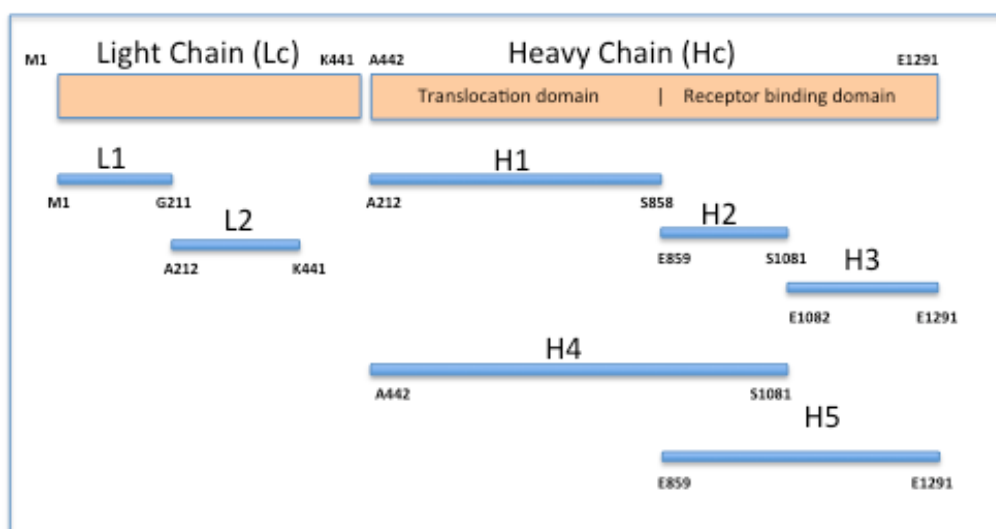 Light Chain (Lc) Heavy Chain (Hc)
M1 K441 A442 E1291
Translocation domain | Receptor binding domain
L1 H1
M1 G211 A212 S858
L2 H2
A212 K441 E859 S1081
H3
E1082 E1291
H4
A442 S1081
H5
E859 E1291